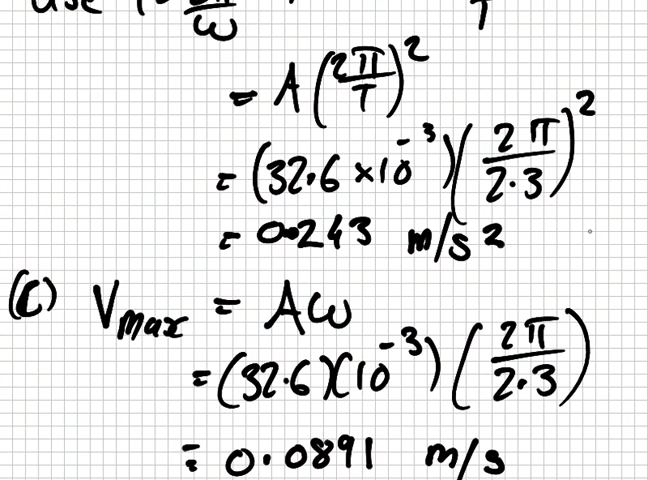 = A(2π/T)²
= (32.6 × 10⁻³)(2π/2.3)²
= 0.243 m/s2
(C) Vmax = Aω
= (32.6)(10⁻³)(2π/2.3)
= 0.0891 m/s